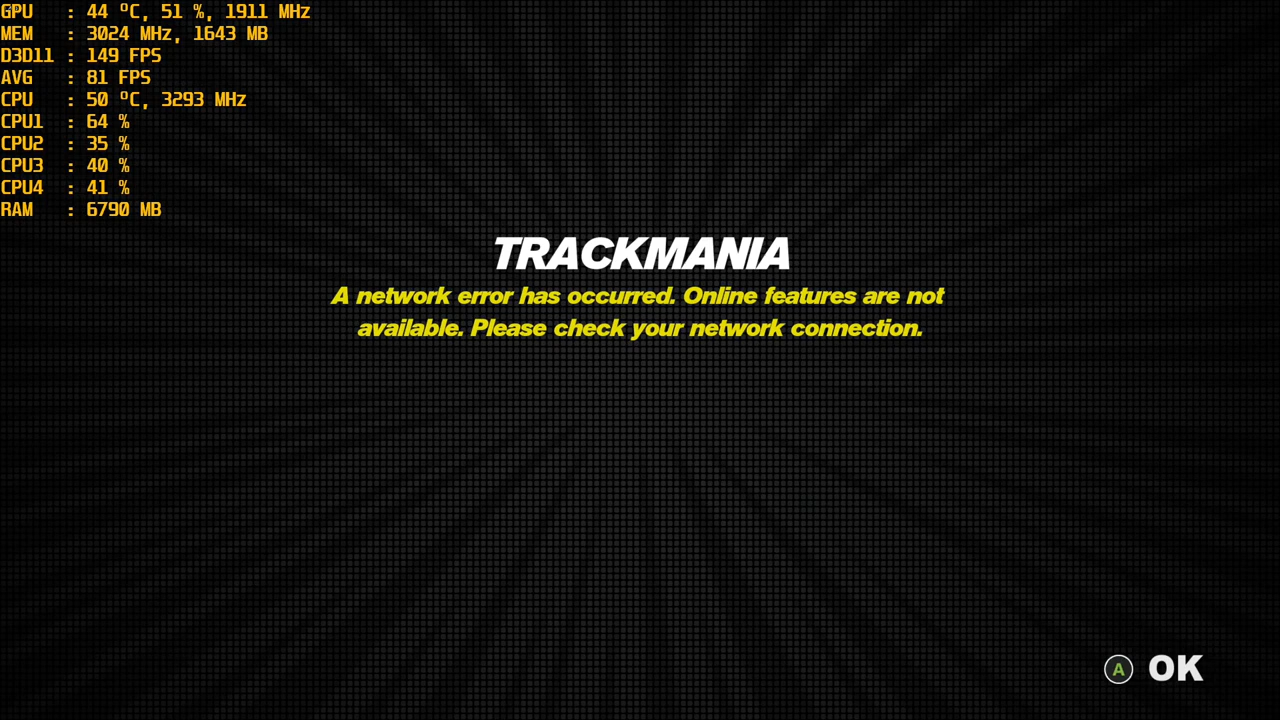 GPU : 44 ºC, 51 %, 1911 MHz
MEM : 3024 MHz, 1643 MB
D3D11 : 149 FPS
AVG : 81 FPS
CPU : 50 ºC, 3293 MHz
CPU1 : 64 %
CPU2 : 35 %
CPU3 : 40 %
CPU4 : 41 %
RAM : 6790 MB
TRACKMANIA
A network error has occurred. Online features are not
available. Please check your network connection.
A OK